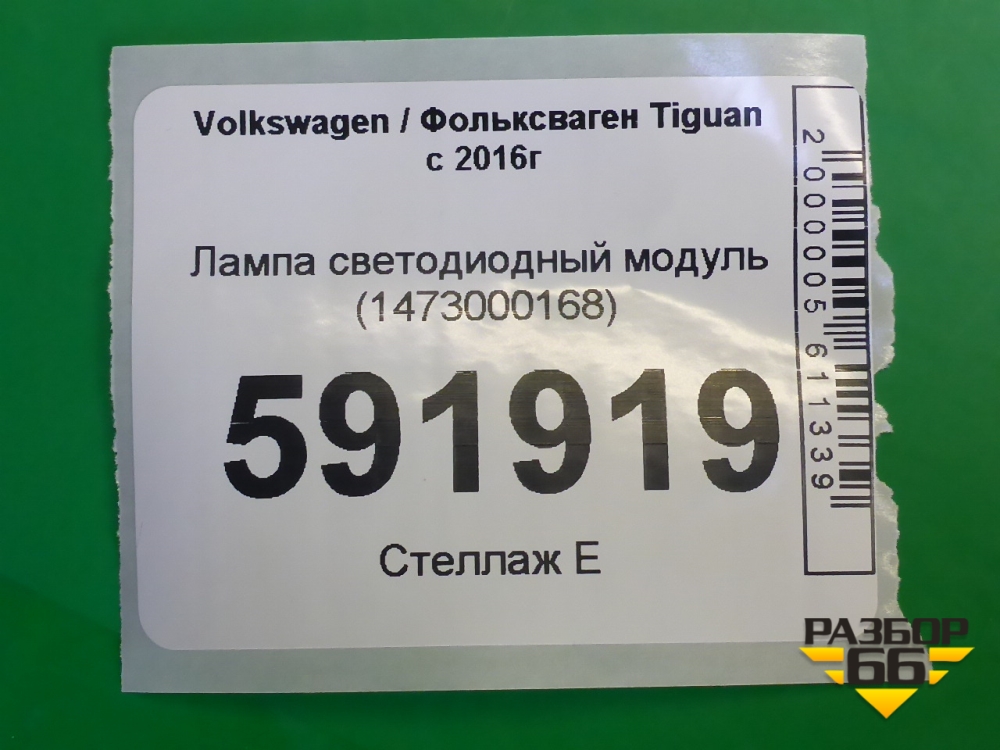 Volkswagen / Фольксваген Tiguan
с 2016г
Лампа светодиодный модуль
(1473000168)
591919
Стеллаж Е
2000005611339
РАЗБОР
66